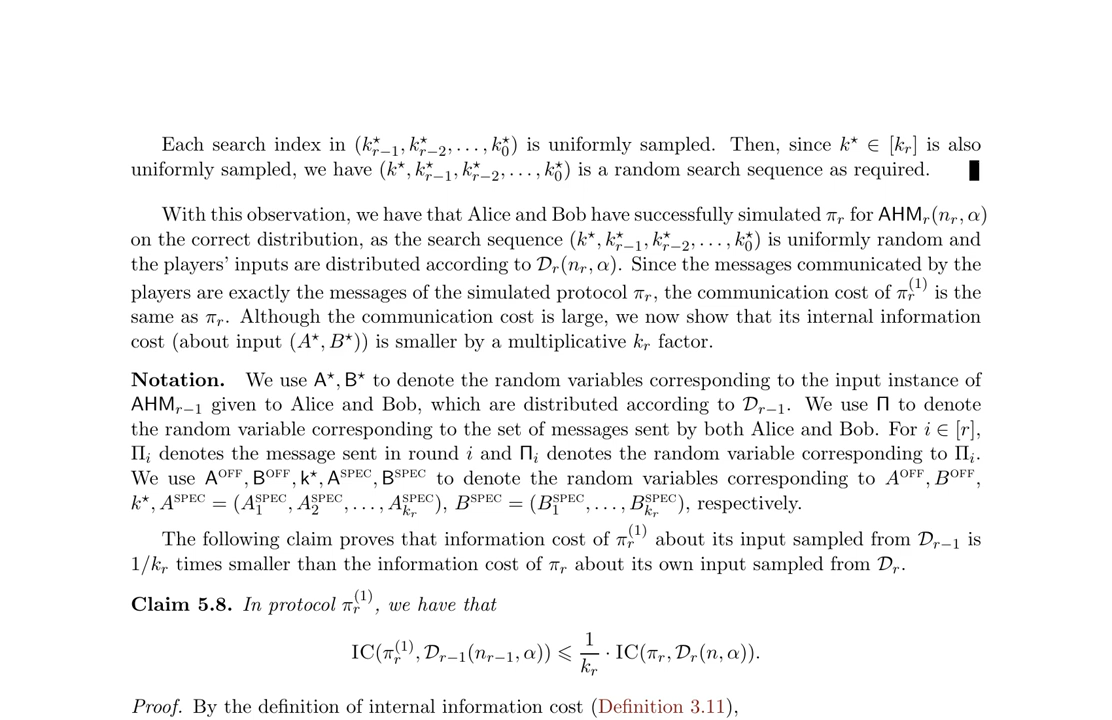 Each search index in (k⋆_{r−1}, k⋆_{r−2}, . . . , k⋆_0) is uniformly sampled. Then, since k⋆ ∈ [k_r] is also
uniformly sampled, we have (k⋆, k⋆_{r−1}, k⋆_{r−2}, . . . , k⋆_0) is a random search sequence as required. ▮
With this observation, we have that Alice and Bob have successfully simulated π_r for AHM_r(n_r, α)
on the correct distribution, as the search sequence (k⋆, k⋆_{r−1}, k⋆_{r−2}, . . . , k⋆_0) is uniformly random and
the players' inputs are distributed according to 𝒟_r(n_r, α). Since the messages communicated by the
players are exactly the messages of the simulated protocol π_r, the communication cost of π_r^{(1)} is the
same as π_r. Although the communication cost is large, we now show that its internal information
cost (about input (A⋆, B⋆)) is smaller by a multiplicative k_r factor.
Notation. We use A⋆, B⋆ to denote the random variables corresponding to the input instance of
AHM_{r−1} given to Alice and Bob, which are distributed according to 𝒟_{r−1}. We use Π to denote
the random variable corresponding to the set of messages sent by both Alice and Bob. For i ∈ [r],
Π_i denotes the message sent in round i and Π_i denotes the random variable corresponding to Π_i.
We use A^{OFF}, B^{OFF}, k⋆, A^{SPEC}, B^{SPEC} to denote the random variables corresponding to A^{OFF}, B^{OFF},
k⋆, A^{SPEC} = (A_1^{SPEC}, A_2^{SPEC}, . . . , A_{k_r}^{SPEC}), B^{SPEC} = (B_1^{SPEC}, . . . , B_{k_r}^{SPEC}), respectively.
The following claim proves that information cost of π_r^{(1)} about its input sampled from 𝒟_{r−1} is
1/k_r times smaller than the information cost of π_r about its own input sampled from 𝒟_r.
Claim 5.8. In protocol π_r^{(1)}, we have that
IC(π_r^{(1)}, 𝒟_{r−1}(n_{r−1}, α)) ⩽ \frac{1}{k_r} · IC(π_r, 𝒟_r(n, α)).
Proof. By the definition of internal information cost (Definition 3.11),